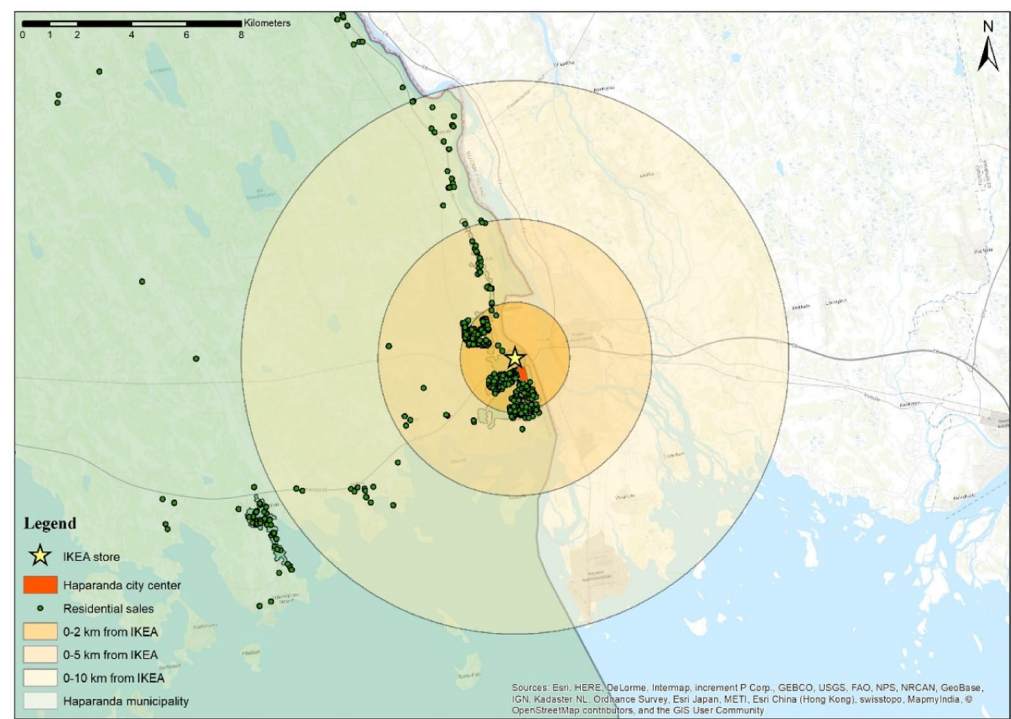 Kilometers
0 1 2 4 6 8
N
Legend
IKEA store
Haparanda city center
Residential sales
0-2 km from IKEA
0-5 km from IKEA
0-10 km from IKEA
Haparanda municipality
Sources: Esri, HERE, DeLorme, Intermap, increment P Corp., GEBCO, USGS, FAO, NPS, NRCAN, GeoBase,
IGN, Kadaster NL, Ordnance Survey, Esri Japan, METI, Esri China (Hong Kong), swisstopo, MapmyIndia, ©
OpenStreetMap contributors, and the GIS User Community